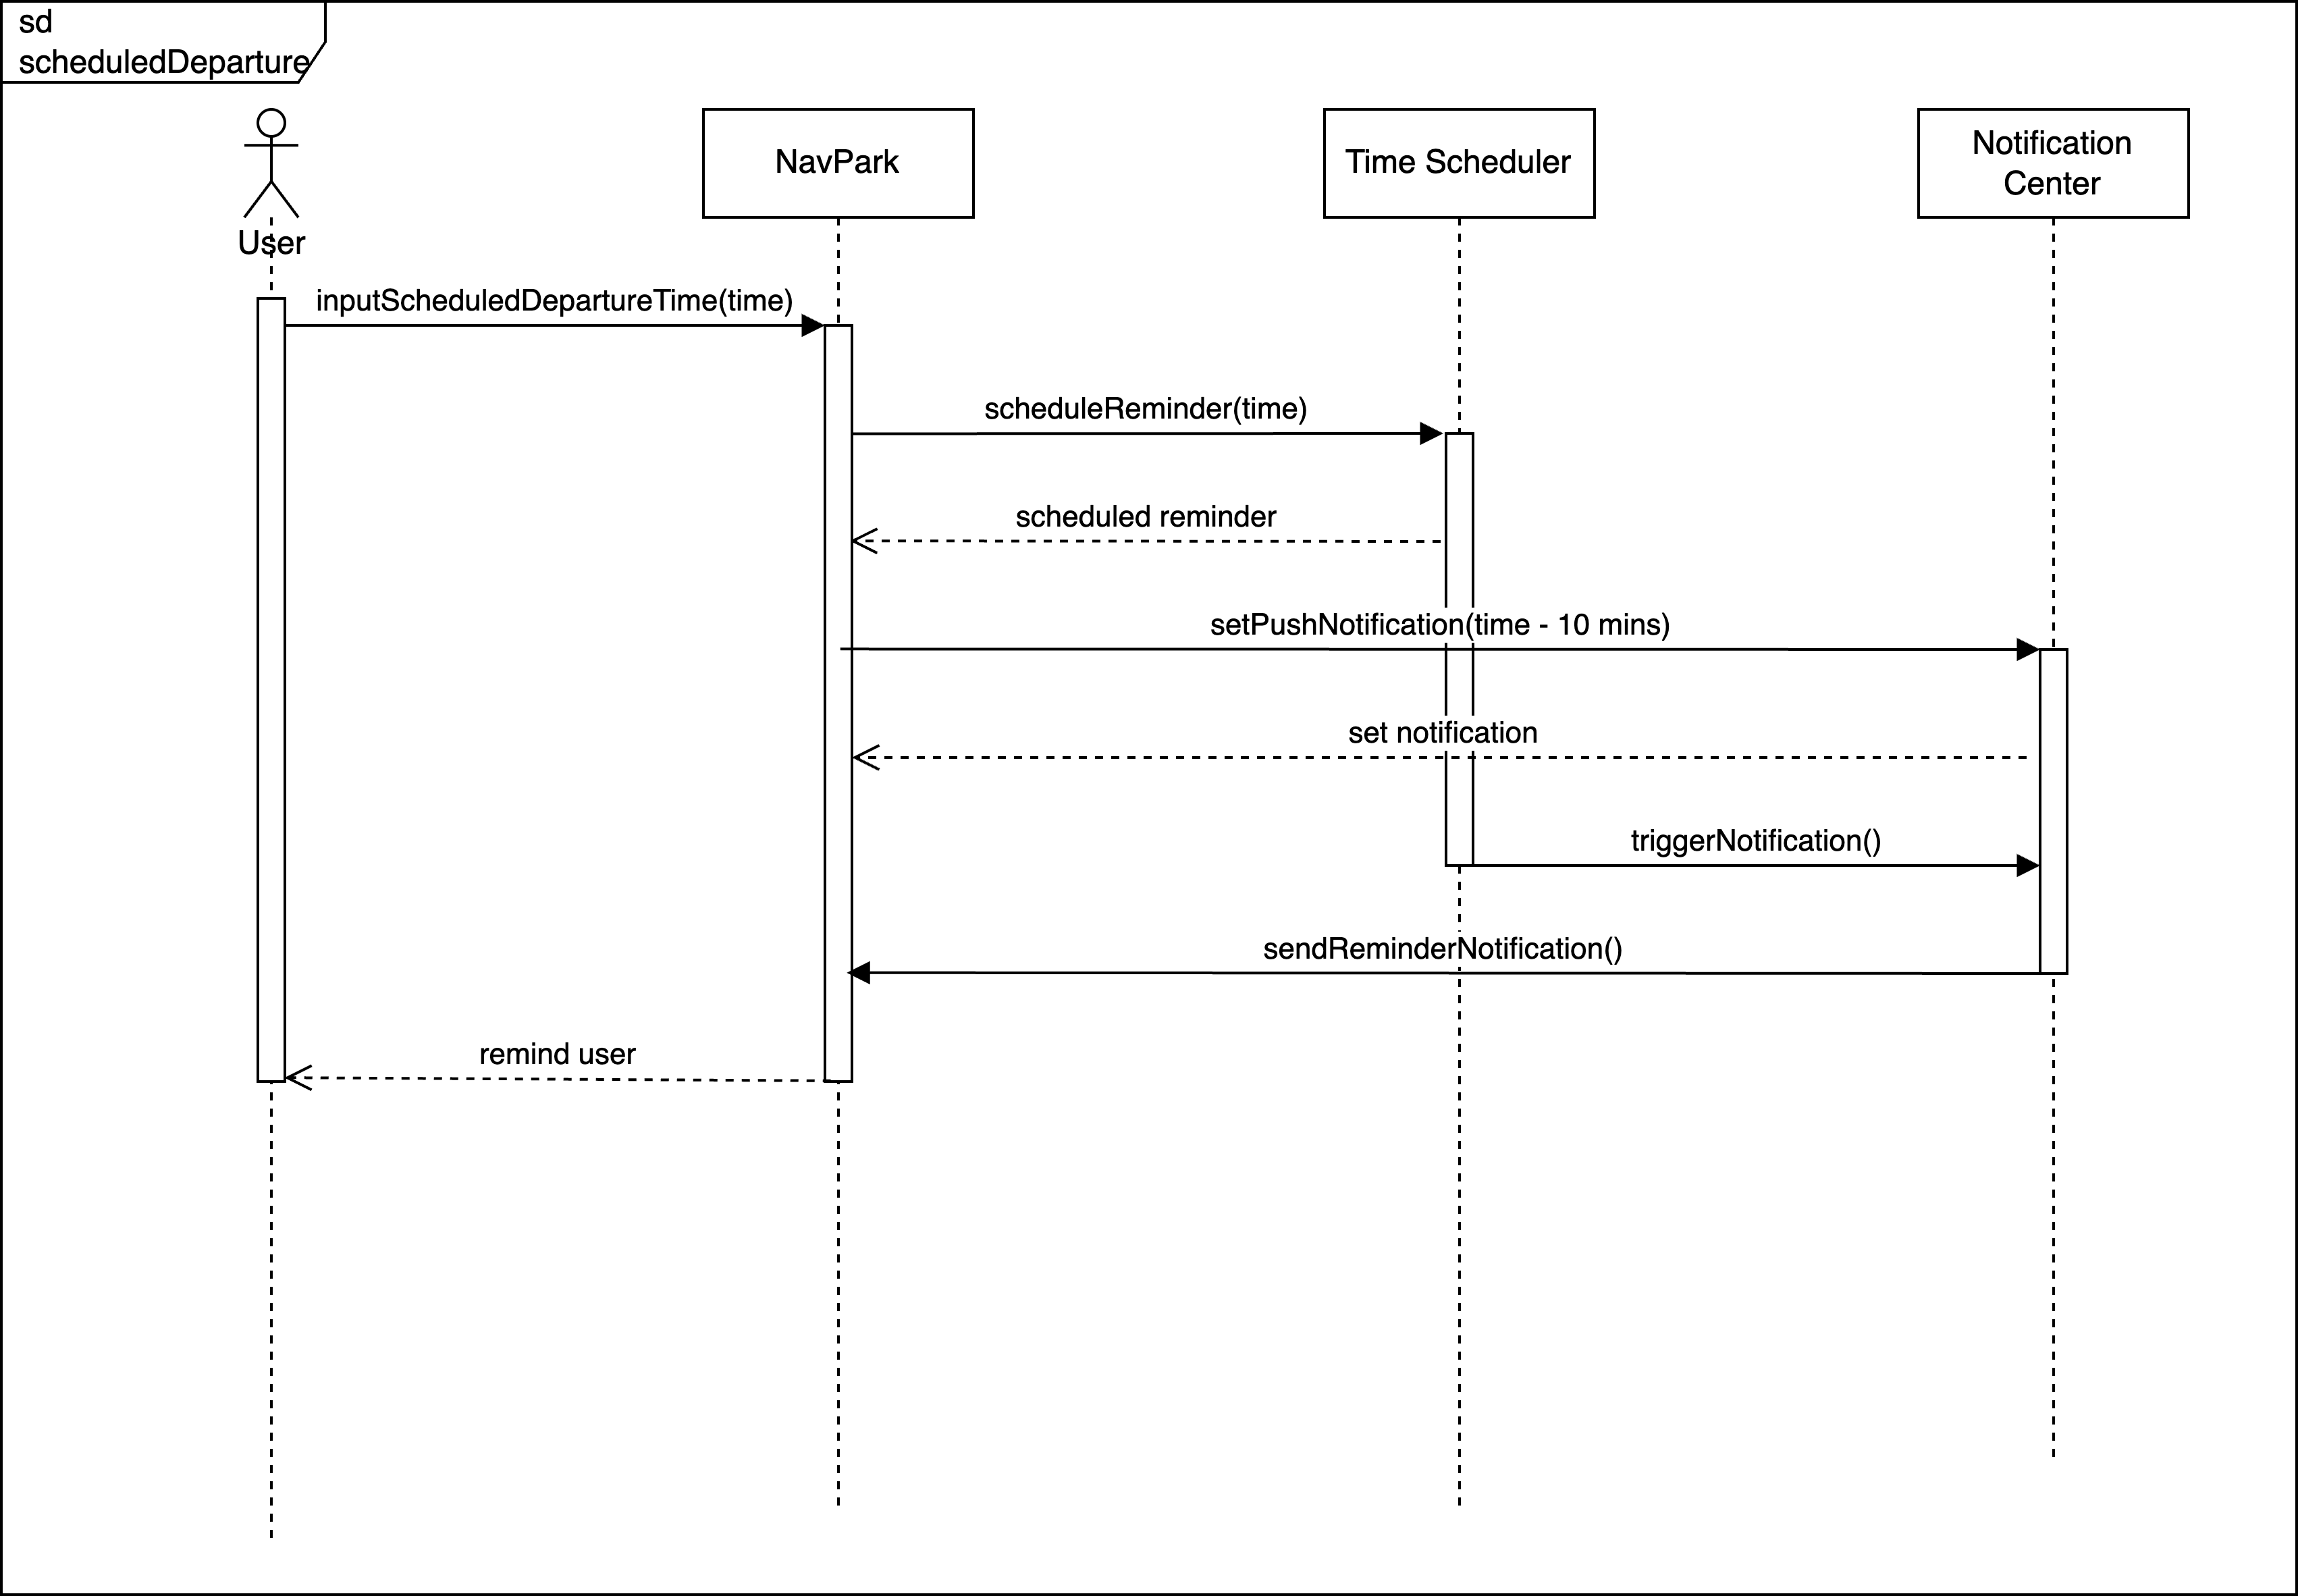 sd
scheduledDeparture
NavPark
Time Scheduler
Notification
Center
User
inputScheduledDepartureTime(time)
scheduleReminder(time)
scheduled reminder
setPushNotification(time - 10 mins)
set notification
triggerNotification()
sendReminderNotification()
remind user